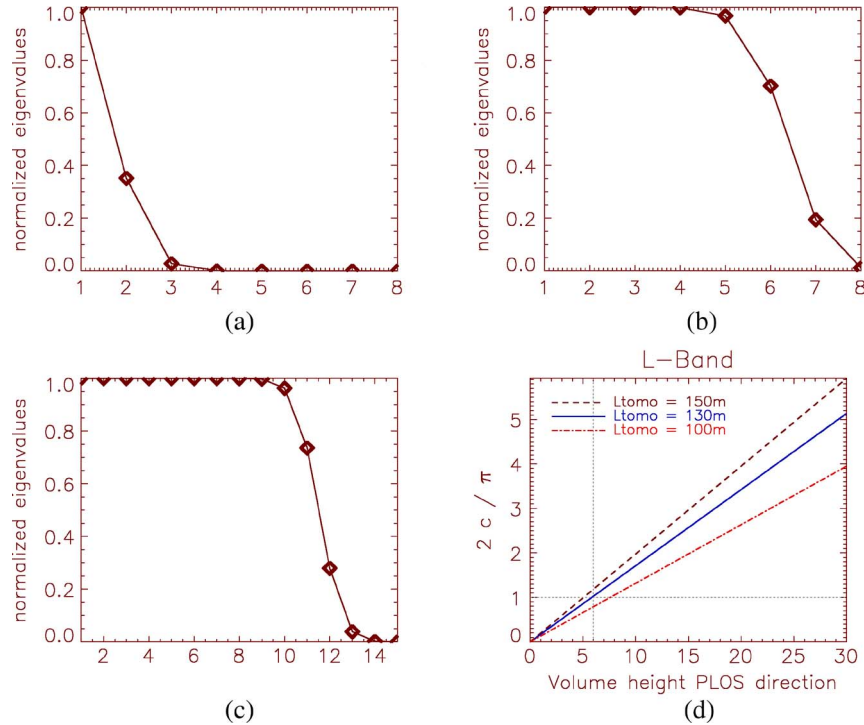 normalized eigenvalues
1.0
0.8
0.6
0.4
0.2
0.0
1 2 3 4 5 6 7 8
(a)
normalized eigenvalues
1.0
0.8
0.6
0.4
0.2
0.0
1 2 3 4 5 6 7 8
(b)
normalized eigenvalues
1.0
0.8
0.6
0.4
0.2
0.0
2 4 6 8 10 12 14
(c)
L-Band
2 c / π
5
4
3
2
1
0
Ltomo = 150m
Ltomo = 130m
Ltomo = 100m
0 5 10 15 20 25 30
Volume height PLOS direction
(d)